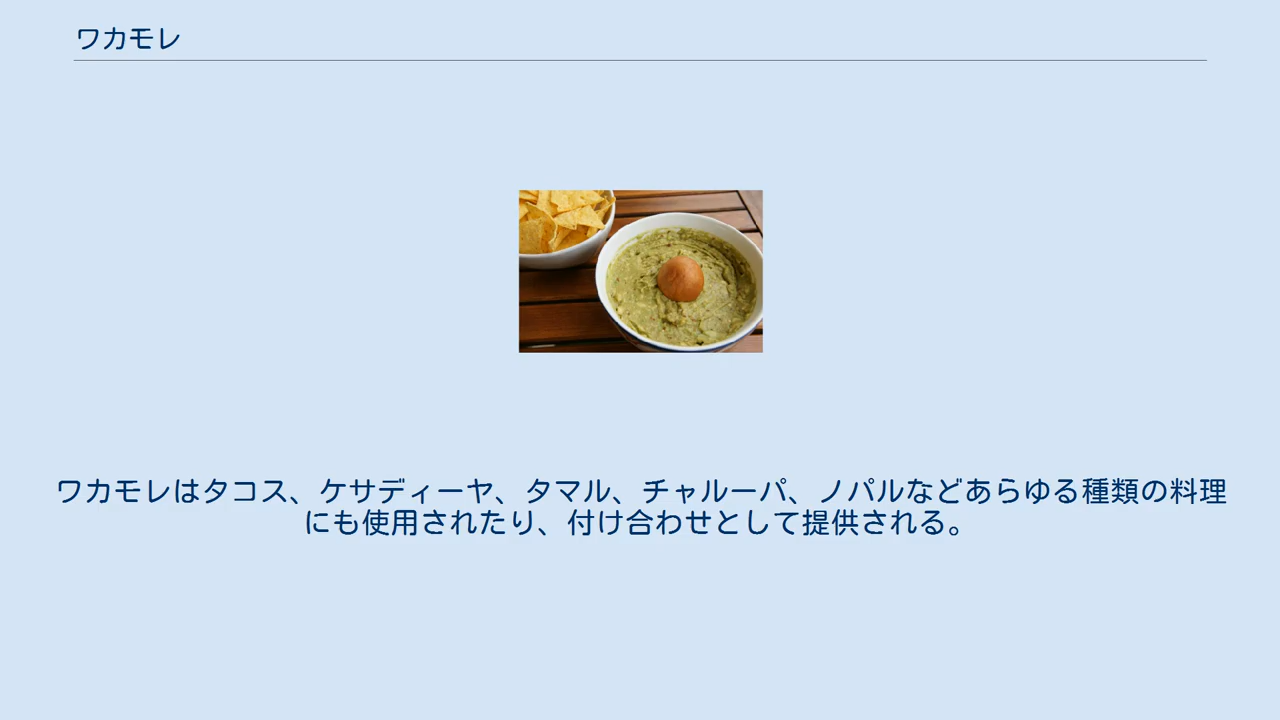 ワカモレ
ワカモレはタコス、ケサディーヤ、タマル、チャルーパ、ノパルなどあらゆる種類の料理
にも使用されたり、付け合わせとして提供される。